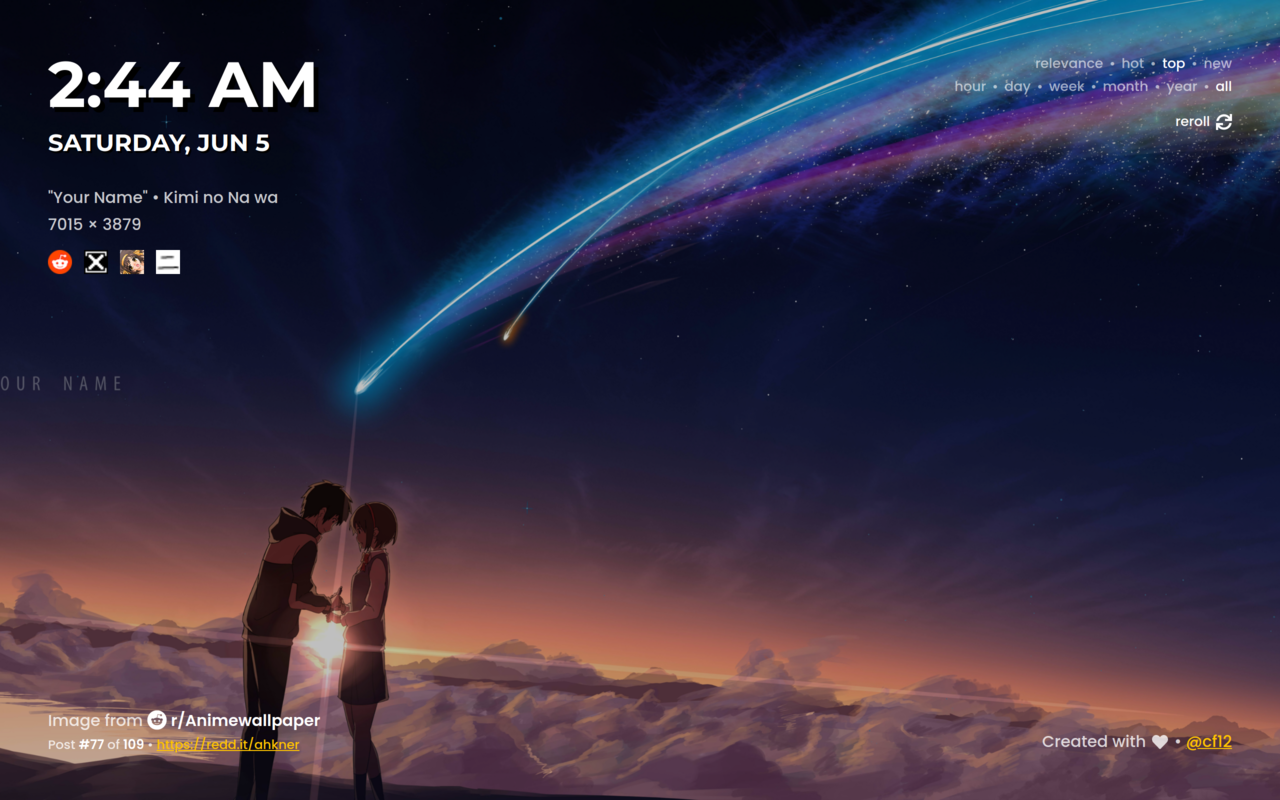 2:44 AM
SATURDAY, JUN 5
"Your Name" • Kimi no Na wa
7015 × 3879
relevance • hot • top • new
hour • day • week • month • year • all
reroll
OUR NAME
Image from r/Animewallpaper
Post #77 of 109 • https://redd.it/ahkner
Created with • @cf12